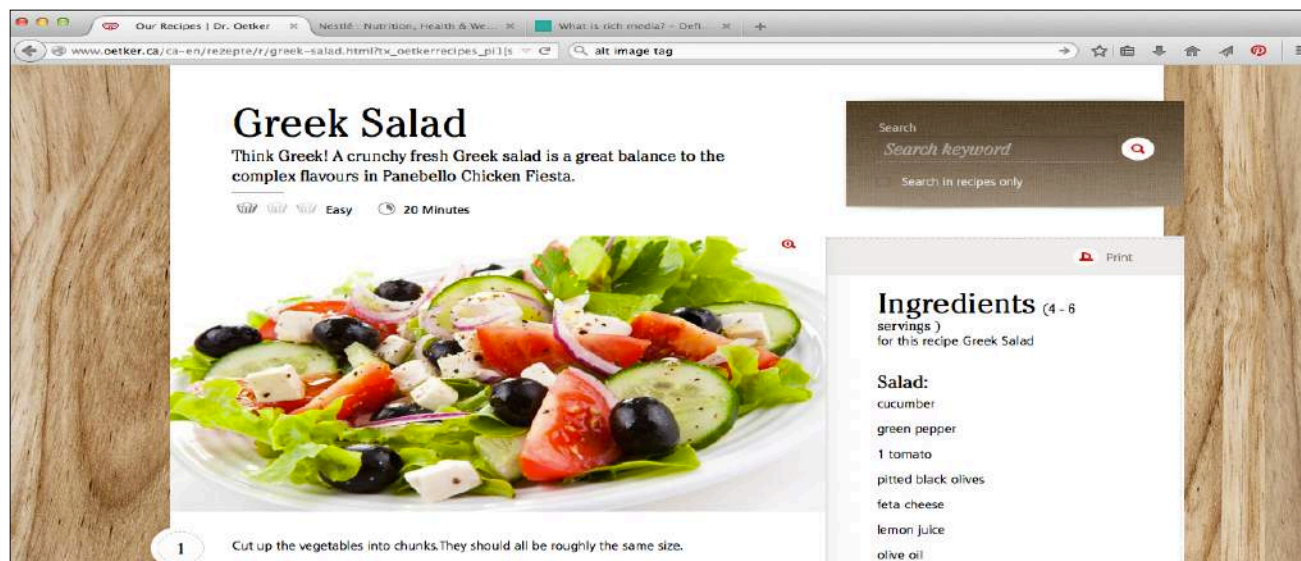 Our Recipes | Dr. Oetker
Nestlé : Nutrition, Health & We...
What is rich media? - Defi...
www.oetker.ca/ca-en/rezepte/r/greek-salad.html?tx_oetkerrecipes_pi1[s
alt image tag
Greek Salad
Think Greek! A crunchy fresh Greek salad is a great balance to the
complex flavours in Panebello Chicken Fiesta.
Easy
20 Minutes
Search
Search keyword
Search in recipes only
Print
Ingredients (4 - 6
servings )
for this recipe Greek Salad
Salad:
cucumber
green pepper
1 tomato
pitted black olives
feta cheese
lemon juice
olive oil
1
Cut up the vegetables into chunks.They should all be roughly the same size.